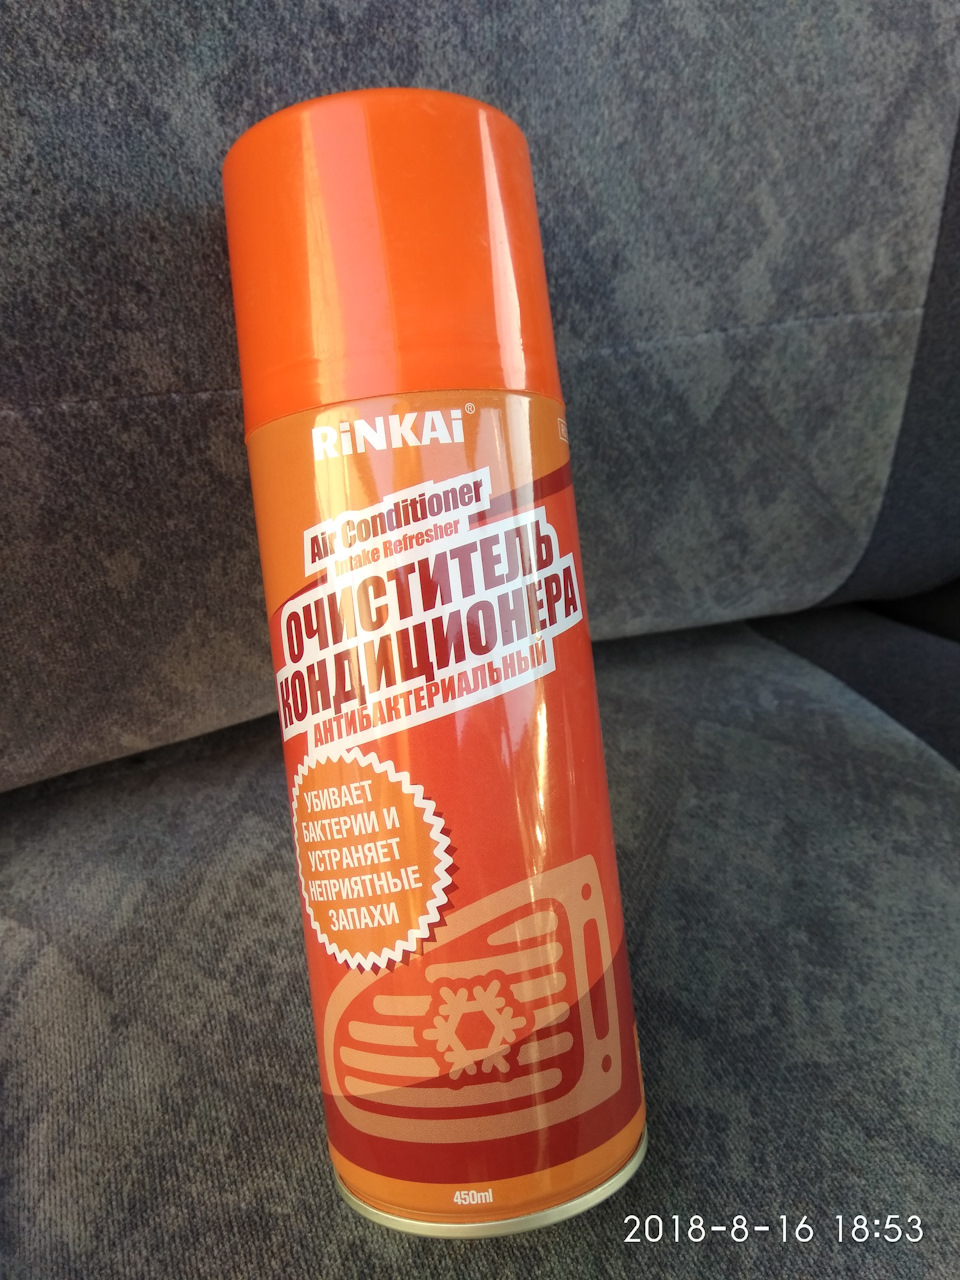 RiNKAi®
Air Conditioner
Intake Refresher
ОЧИСТИТЕЛЬ
КОНДИЦИОНЕРА
АНТИБАКТЕРИАЛЬНЫЙ
УБИВАЕТ
БАКТЕРИИ И
УСТРАНЯЕТ
НЕПРИЯТНЫЕ
ЗАПАХИ
450ml
2018-8-16 18:53